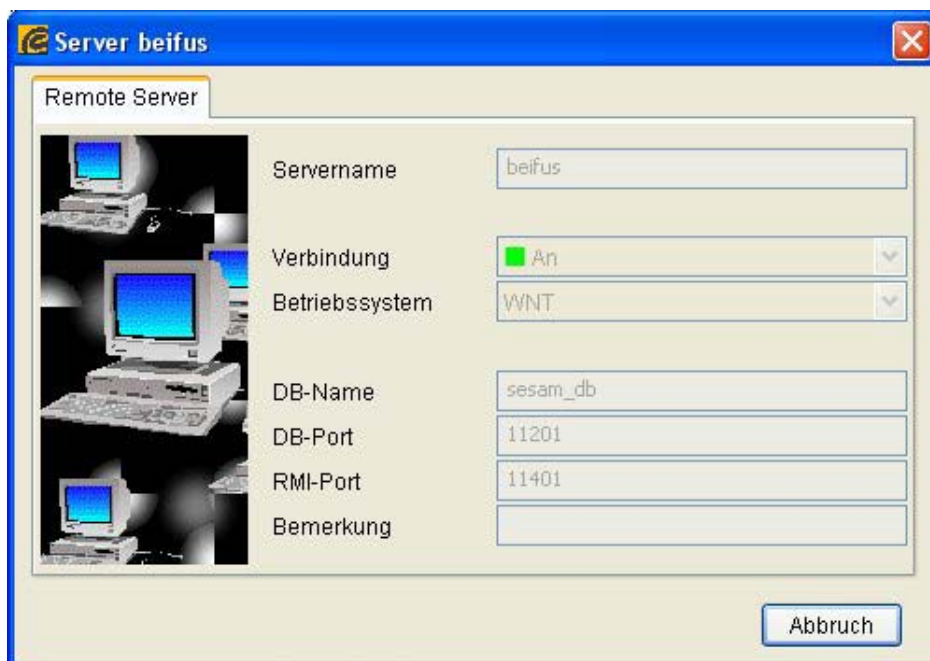 Server beifus
Remote Server
Servername beifus
Verbindung An
Betriebssystem WNT
DB-Name sesam_db
DB-Port 11201
RMI-Port 11401
Bemerkung
Abbruch